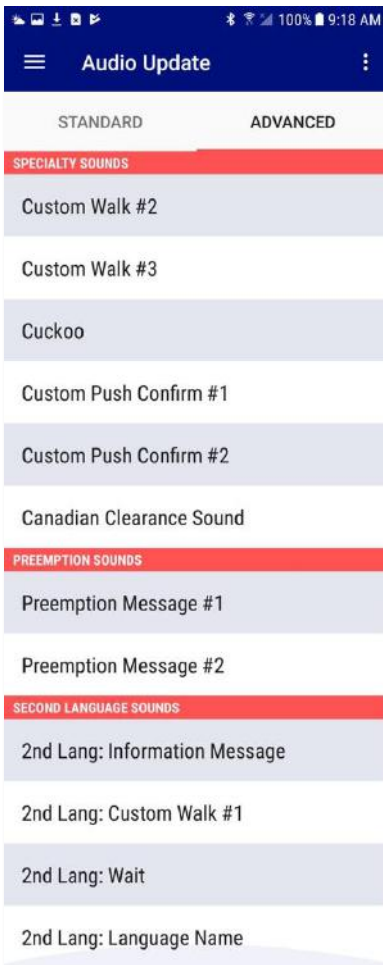 100% 9:18 AM
Audio Update
STANDARD ADVANCED
SPECIALTY SOUNDS
Custom Walk #2
Custom Walk #3
Cuckoo
Custom Push Confirm #1
Custom Push Confirm #2
Canadian Clearance Sound
PREEMPTION SOUNDS
Preemption Message #1
Preemption Message #2
SECOND LANGUAGE SOUNDS
2nd Lang: Information Message
2nd Lang: Custom Walk #1
2nd Lang: Wait
2nd Lang: Language Name